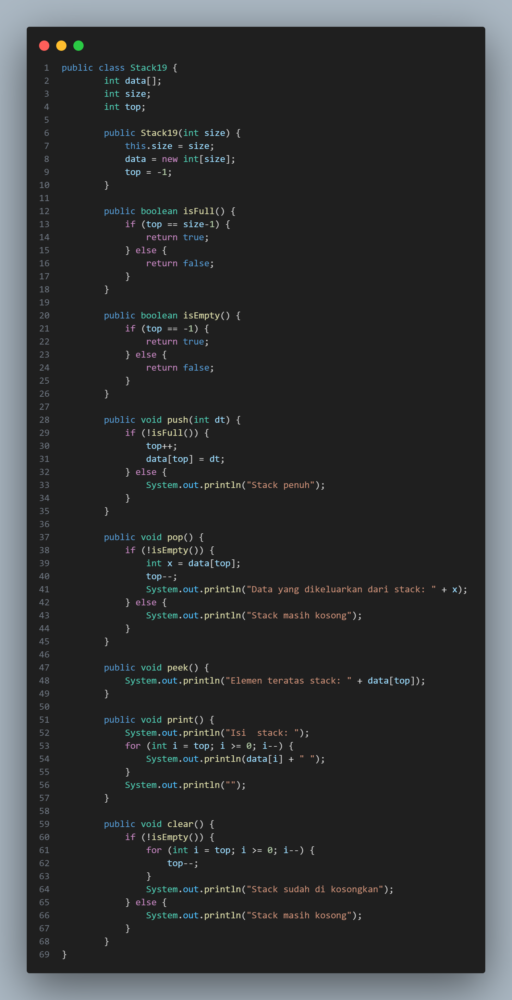 1 public class Stack19 {
2         int data[];
3         int size;
4         int top;
5
6         public Stack19(int size) {
7             this.size = size;
8             data = new int[size];
9             top = -1;
10         }
11
12         public boolean isFull() {
13             if (top == size-1) {
14                 return true;
15             } else {
16                 return false;
17             }
18         }
19
20         public boolean isEmpty() {
21             if (top == -1) {
22                 return true;
23             } else {
24                 return false;
25             }
26         }
27
28         public void push(int dt) {
29             if (!isFull()) {
30                 top++;
31                 data[top] = dt;
32             } else {
33                 System.out.println("Stack penuh");
34             }
35         }
36
37         public void pop() {
38             if (!isEmpty()) {
39                 int x = data[top];
40                 top--;
41                 System.out.println("Data yang dikeluarkan dari stack: " + x);
42             } else {
43                 System.out.println("Stack masih kosong");
44             }
45         }
46
47         public void peek() {
48             System.out.println("Elemen teratas stack: " + data[top]);
49         }
50
51         public void print() {
52             System.out.println("Isi  stack: ");
53             for (int i = top; i >= 0; i--) {
54                 System.out.println(data[i] + " ");
55             }
56             System.out.println("");
57         }
58
59         public void clear() {
60             if (!isEmpty()) {
61                 for (int i = top; i >= 0; i--) {
62                     top--;
63                 }
64                 System.out.println("Stack sudah di kosongkan");
65             } else {
66                 System.out.println("Stack masih kosong");
67             }
68         }
69 }